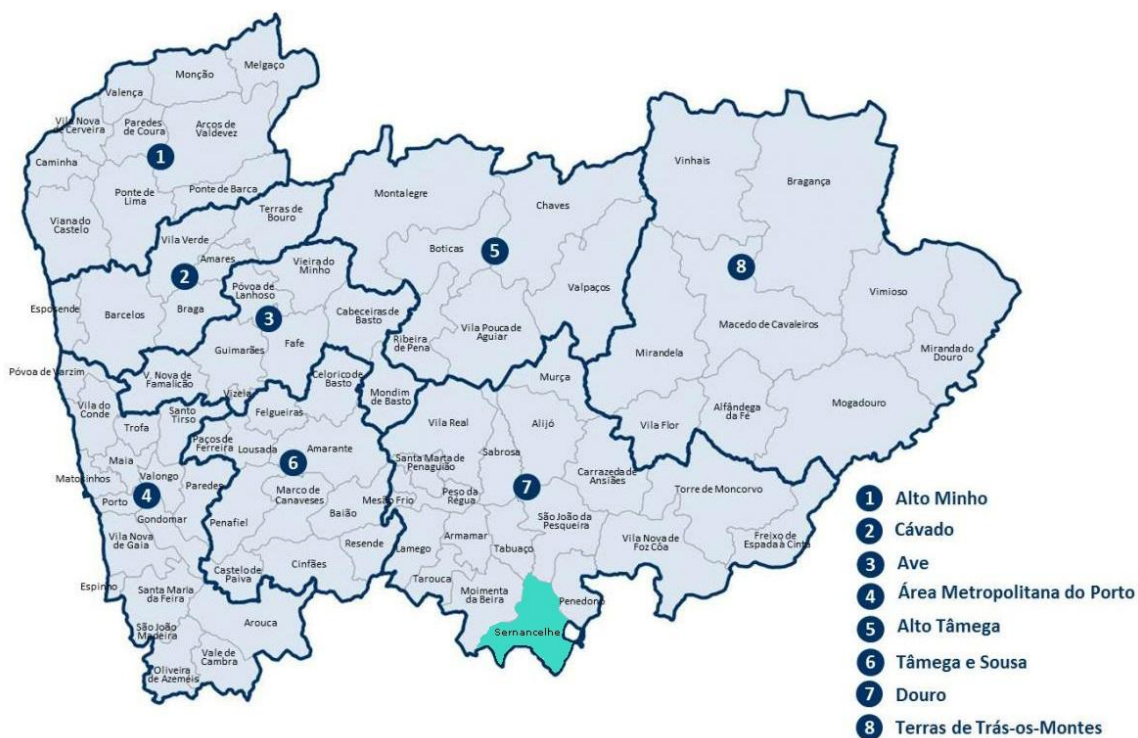 Melgaço
Monção
Valença
Vila Nova
de Cerveira
Paredes
de Coura
Arcos de
Valdevez
1
Caminha
Ponte de
Lima
Ponte de Barca
Viana do
Castelo
Terras de
Bouro
Vila Verde
Amares
2
Esposende
Barcelos
Braga
Vieira do
Minho
Póvoa de
Lanhoso
3
Cabeceiras de
Basto
Guimarães
Fafe
V. Nova de
Famalicão
Vizela
Montalegre
Chaves
Boticas
5
Valpaços
Vila Pouca de
Aguiar
Ribeira
de Pena
Vinhais
Bragança
8
Vimioso
Macedo de Cavaleiros
Miranda do
Douro
Mirandela
Mogadouro
Alfândega
da Fé
Vila Flor
Póvoa de Varzim
Vila do
Conde
Santo
Tirso
Trofa
Maia
Matosinhos
Valongo
4
Paredes
Porto
Gondomar
Vila Nova
de Gaia
Espinho
Santa Maria
da Feira
Arouca
São João
Madeira
Vale de
Cambra
Oliveira
de Azeméis
Celorico de
Basto
Felgueiras
Paços de
Ferreira
Lousada
Amarante
6
Marco de
Canaveses
Baião
Penafiel
Resende
Castelo de
Paiva
Cinfães
Mondim
de Basto
Murça
Vila Real
Alijó
Sabrosa
Santa Marta de
Penaguião
Carrazeda de
Ansiães
Mesão Frio
Peso da
Régua
7
Torre de Moncorvo
São João da
Pesqueira
Armamar
Lamego
Tabuaço
Vila Nova de
Foz Côa
Freixo de
Espada à Cinta
Tarouca
Moimenta
da Beira
Penedono
Sernancelhe
1 Alto Minho
2 Cávado
3 Ave
4 Área Metropolitana do Porto
5 Alto Tâmega
6 Tâmega e Sousa
7 Douro
8 Terras de Trás-os-Montes